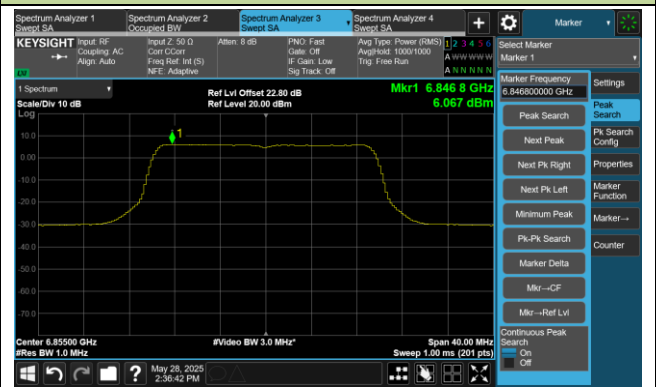 Spectrum Analyzer 1
Swept SA
Spectrum Analyzer 2
Occupied BW
Spectrum Analyzer 3
Swept SA
Spectrum Analyzer 4
Swept SA
+
Marker
KEYSIGHT
Input: RF
Coupling: AC
Align: Auto
Input Z: 50 Ω
Corr CCorr
Freq Ref: Int (S)
NFE: Adaptive
Atten: 8 dB
PNO: Fast
Gate: Off
IF Gain: Low
Sig Track: Off
Avg Type: Power (RMS)
Avg|Hold: 1000/1000
Trig: Free Run
1 2 3 4 5 6
A W W W W W
A N N N N N
Select Marker
Marker 1
1 Spectrum
Scale/Div 10 dB
Log
Ref Lvl Offset 22.80 dB
Ref Level 20.00 dBm
Mkr1 6.846 8 GHz
6.067 dBm
1
10.0
0.00
-10.0
-20.0
-30.0
-40.0
-50.0
-60.0
-70.0
Center 6.85500 GHz
#Res BW 1.0 MHz
#Video BW 3.0 MHz*
Span 40.00 MHz
Sweep 1.00 ms (201 pts)
Marker Frequency
6.846800000 GHz
Peak Search
Next Peak
Next Pk Right
Next Pk Left
Minimum Peak
Pk-Pk Search
Marker Delta
Mkr→CF
Mkr→Ref Lvl
Continuous Peak
Search
On
Off
Settings
Peak
Search
Pk Search
Config
Properties
Marker
Function
Marker→
Counter
?
May 28, 2025
2:36:42 PM